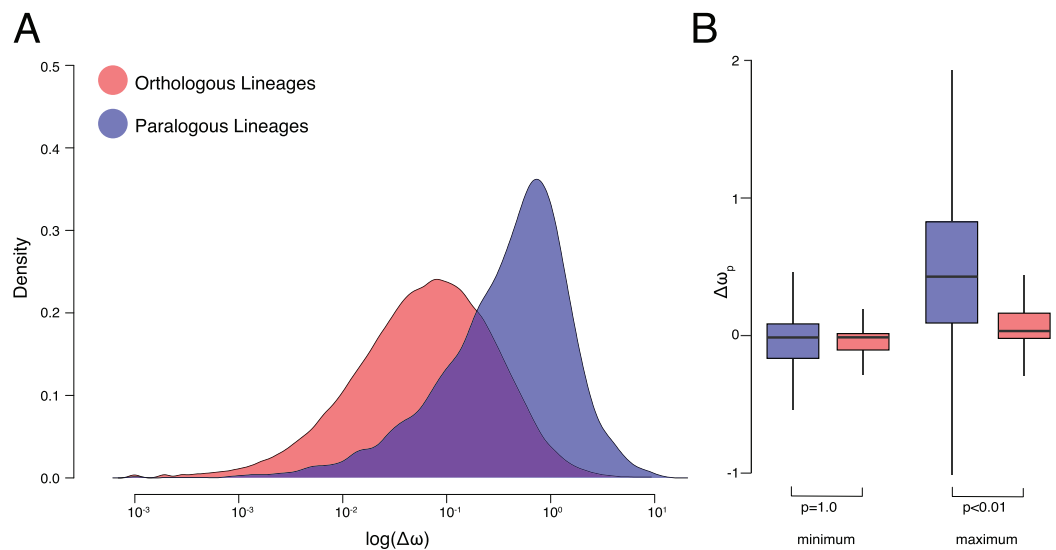 A
B
0.5
0.4
0.3
0.2
0.1
0.0
Density
Orthologous Lineages
Paralogous Lineages
10⁻³
10⁻³
10⁻²
10⁻¹
10⁰
10¹
log(Δω)
2
1
0
-1
Δωₚ
p=1.0
p<0.01
minimum
maximum